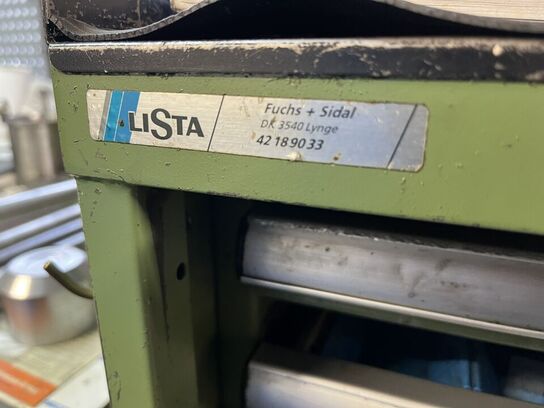 LISTA
Fuchs + Sidal
DK 3540 Lynge
42 18 90 33